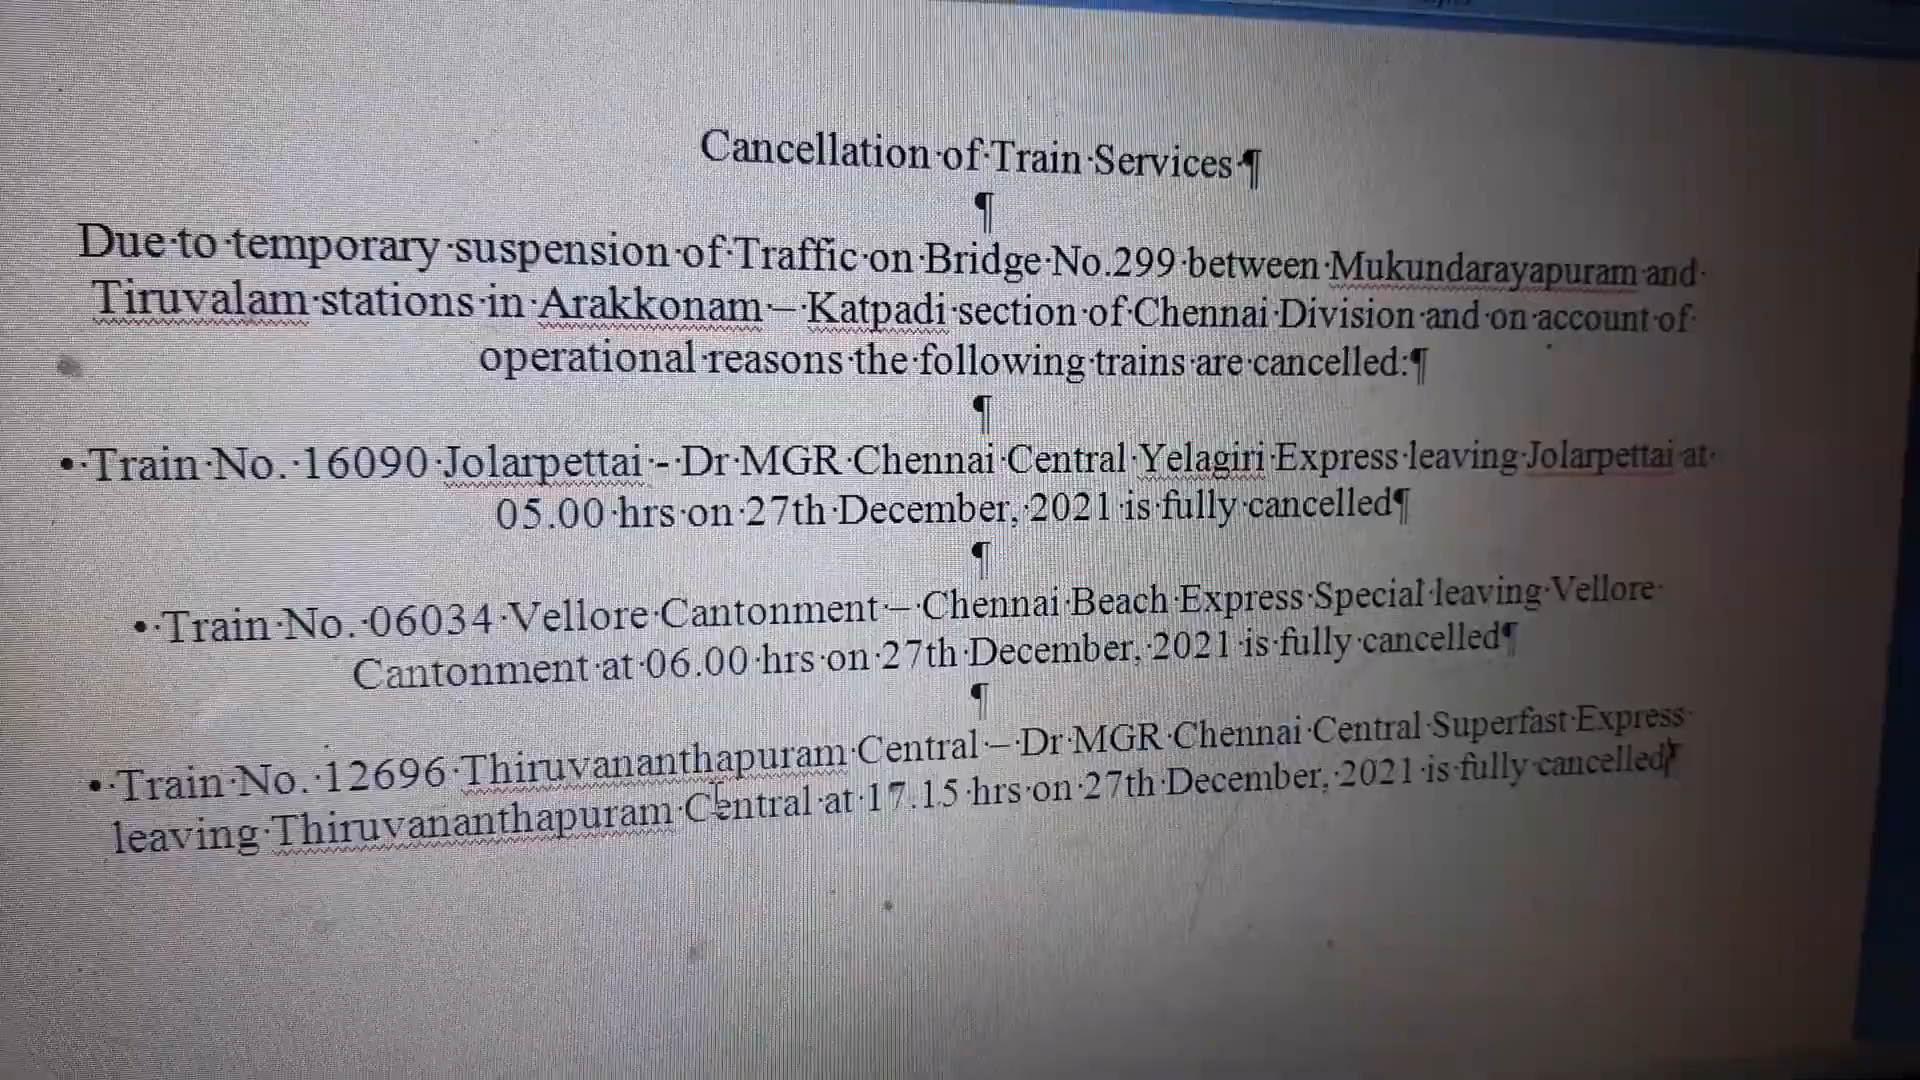 Cancellation of Train Services¶
¶
Due to temporary suspension of Traffic on Bridge No.299 between Mukundarayapuram and
Tiruvalam stations in Arakkonam – Katpadi section of Chennai Division and on account of
operational reasons the following trains are cancelled:¶
¶
• Train No. 16090 Jolarpettai - Dr MGR Chennai Central Yelagiri Express leaving Jolarpettai at
05.00 hrs on 27th December, 2021 is fully cancelled¶
¶
• Train No. 06034 Vellore Cantonment – Chennai Beach Express Special leaving Vellore
Cantonment at 06.00 hrs on 27th December, 2021 is fully cancelled¶
¶
• Train No. 12696 Thiruvananthapuram Central – Dr MGR Chennai Central Superfast Express
leaving Thiruvananthapuram Central at 17.15 hrs on 27th December, 2021 is fully cancelled¶